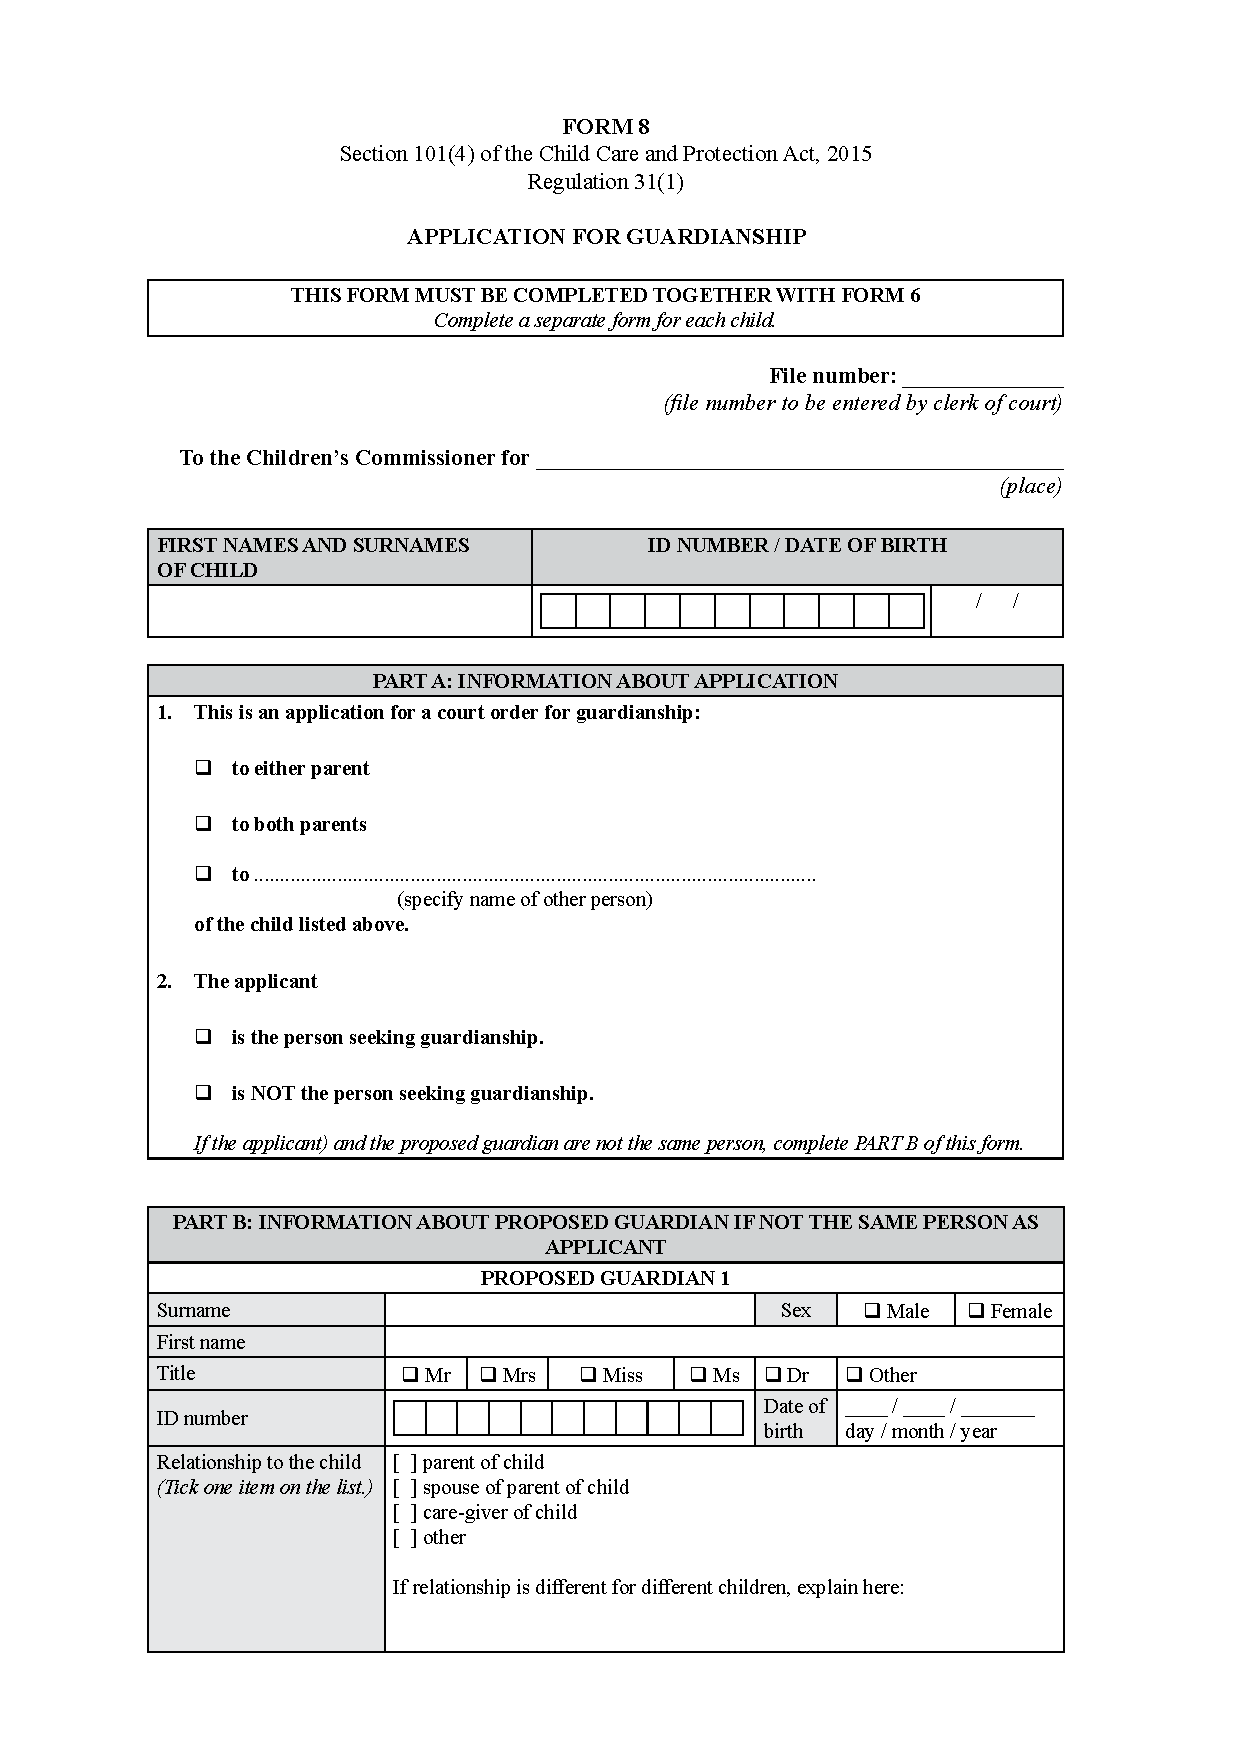 FORM 8
Section 101(4) of the Child Care and Protection Act, 2015
Regulation 31(1)
APPLICATION FOR GUARDIANSHIP
THIS FORM MUST BE COMPLETED TOGETHER WITH FORM 6
Complete a separate form for each child.
File number: _______________
(file number to be entered by clerk of court)
To the Children's Commissioner for _______________________________________________
(place)
FIRST NAMES AND SURNAMES
OF CHILD
ID NUMBER / DATE OF BIRTH
/ /
PART A: INFORMATION ABOUT APPLICATION
1. This is an application for a court order for guardianship:
❑ to either parent
❑ to both parents
❑ to ............................................................................................................
(specify name of other person)
of the child listed above.
2. The applicant
❑ is the person seeking guardianship.
❑ is NOT the person seeking guardianship.
If the applicant) and the proposed guardian are not the same person, complete PART B of this form.
PART B: INFORMATION ABOUT PROPOSED GUARDIAN IF NOT THE SAME PERSON AS
APPLICANT
PROPOSED GUARDIAN 1
Surname Sex ❑ Male ❑ Female
First name
Title ❑ Mr ❑ Mrs ❑ Miss ❑ Ms ❑ Dr ❑ Other
ID number Date of birth ____ / ____ / _______
day / month / year
Relationship to the child
(Tick one item on the list.)
[ ] parent of child
[ ] spouse of parent of child
[ ] care-giver of child
[ ] other
If relationship is different for different children, explain here: